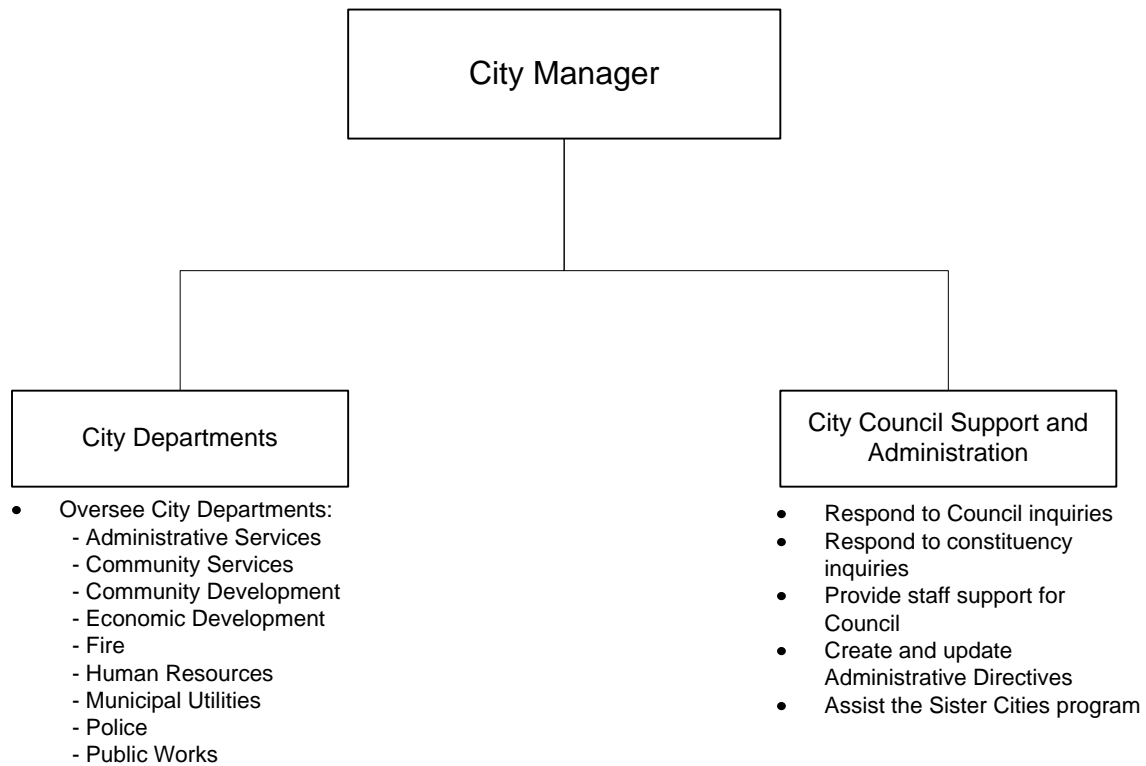 City Manager
City Departments
• Oversee City Departments:
- Administrative Services
- Community Services
- Community Development
- Economic Development
- Fire
- Human Resources
- Municipal Utilities
- Police
- Public Works
City Council Support and
Administration
• Respond to Council inquiries
• Respond to constituency
inquiries
• Provide staff support for
Council
• Create and update
Administrative Directives
• Assist the Sister Cities program